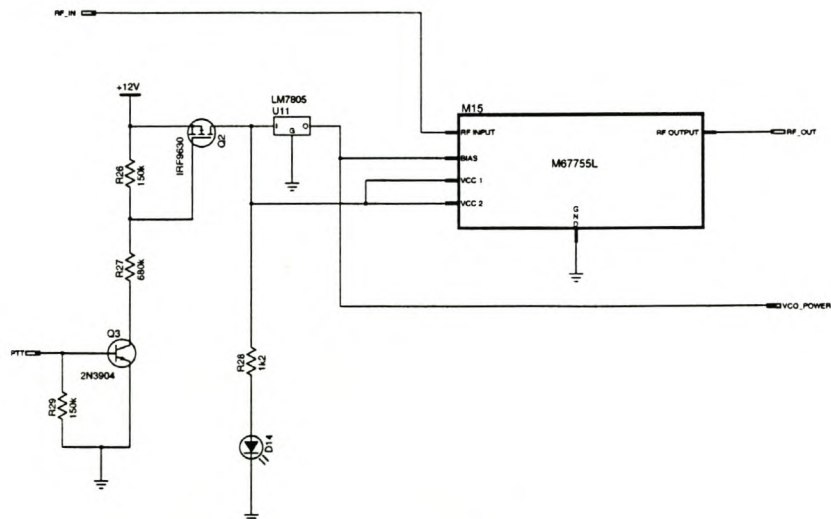 RF_IN
+12V
LM7805
U11
I
G
O
IRF9630
Q2
R26
150k
R27
680k
PTT
Q3
2N3904
R29
150k
R28
1k2
D14
M15
RF INPUT
BIAS
VCC 1
VCC 2
M67755L
GND
RF OUTPUT
RF_OUT
VCO_POWER